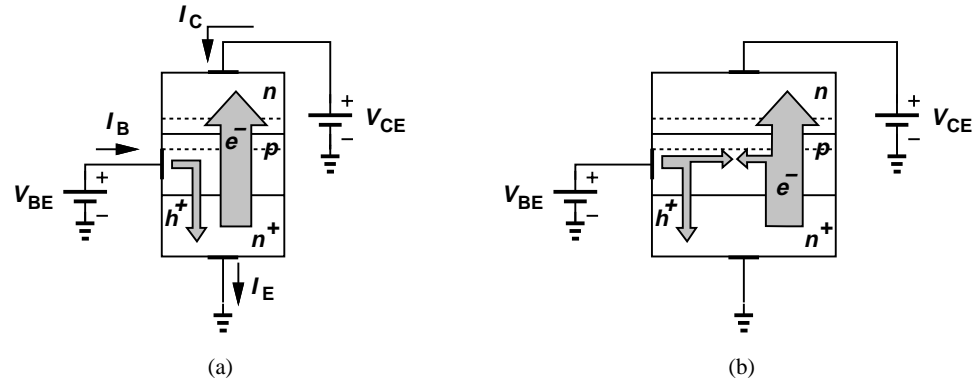 I_C
n
+
−
V_CE
e−
p
I_B
+
−
V_BE
h+
n+
I_E
(a)
n
+
−
V_CE
p
e−
+
−
V_BE
h+
n+
(b)